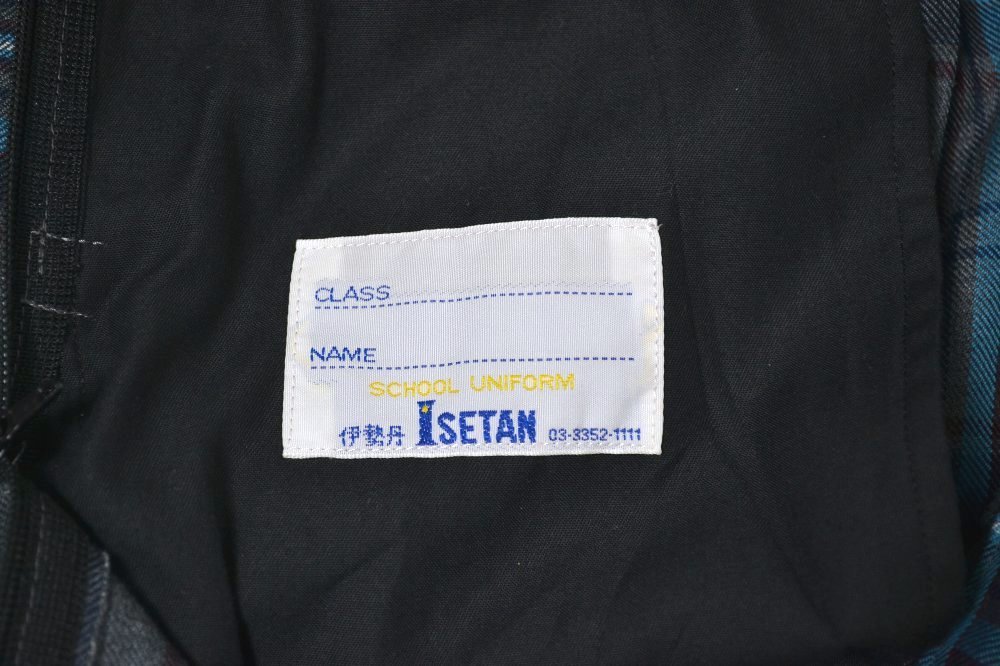 CLASS
NAME
SCHOOL UNIFORM
伊勢丹 ISETAN 03-3352-1111